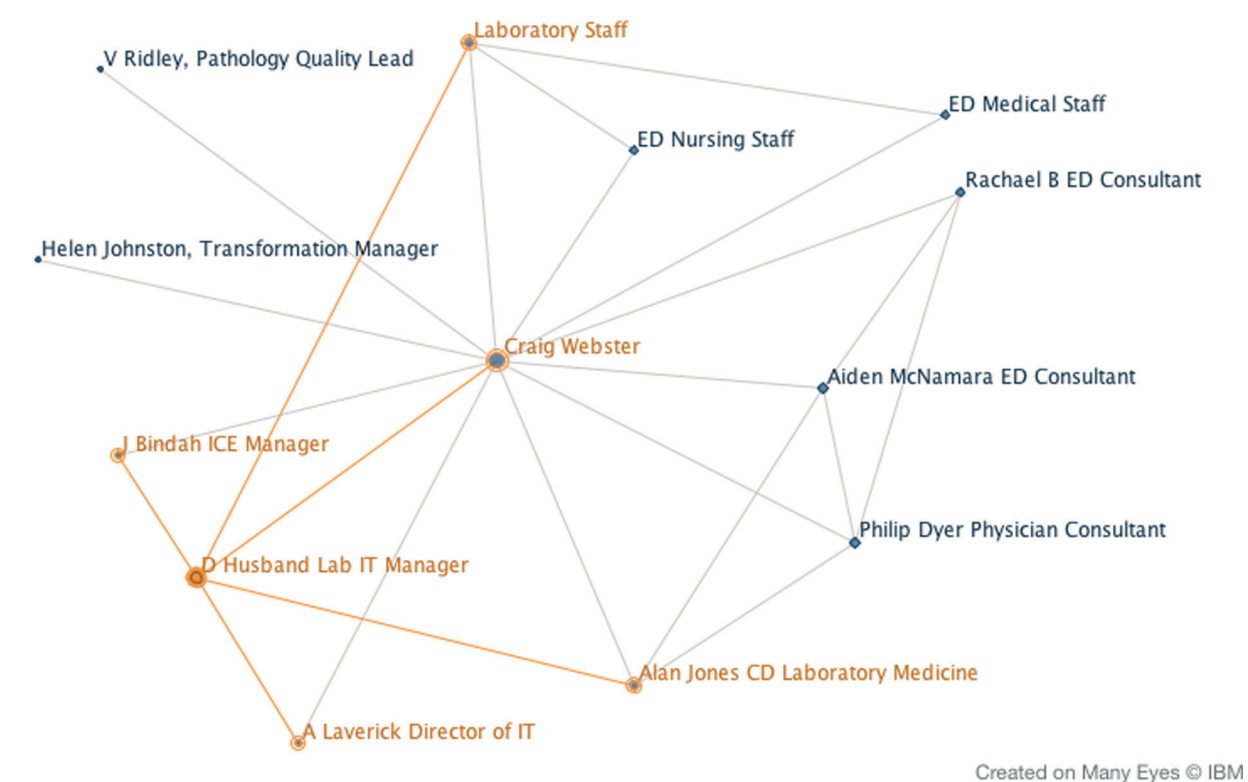 Laboratory Staff
V Ridley, Pathology Quality Lead
ED Medical Staff
ED Nursing Staff
Rachael B ED Consultant
Helen Johnston, Transformation Manager
Craig Webster
Aiden McNamara ED Consultant
J Bindah ICE Manager
Philip Dyer Physician Consultant
D Husband Lab IT Manager
Alan Jones CD Laboratory Medicine
A Laverick Director of IT
Created on Many Eyes © IBM